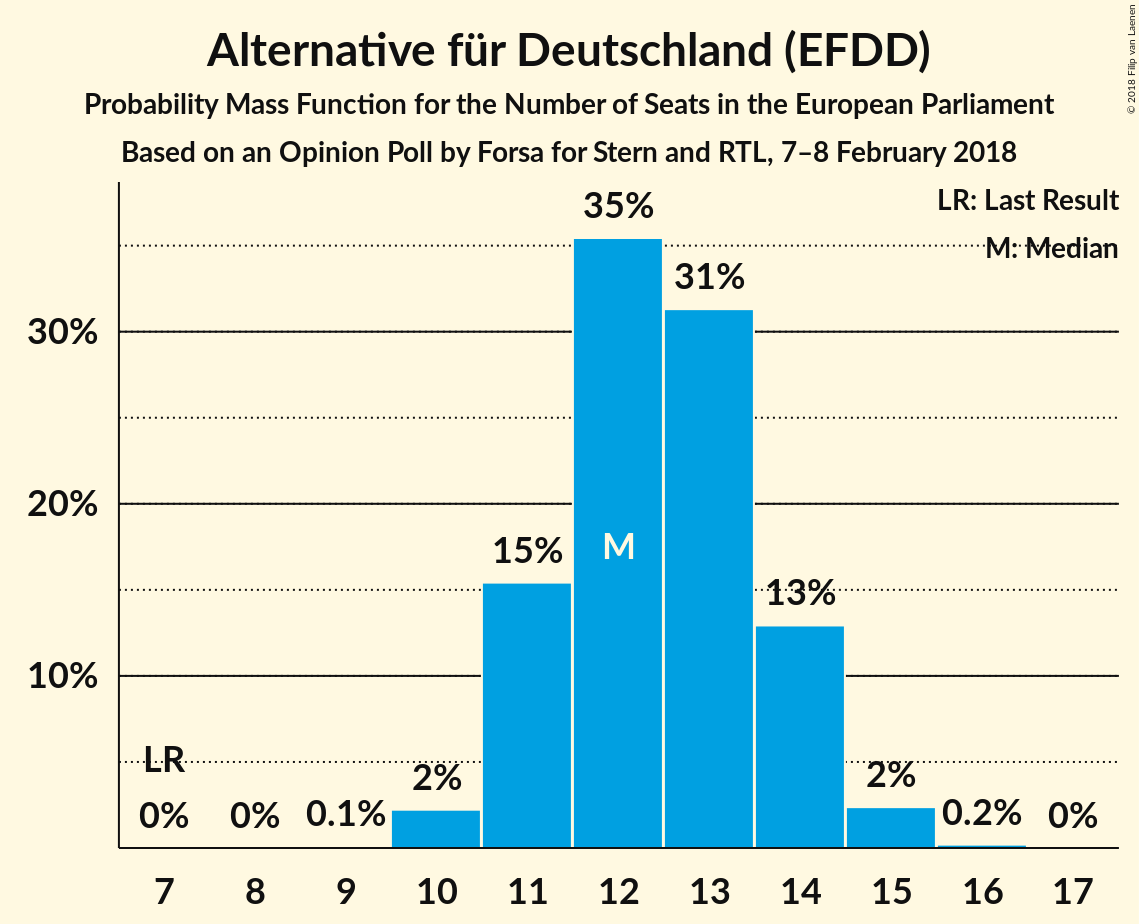 Alternative für Deutschland (EFDD)
Probability Mass Function for the Number of Seats in the European Parliament
Based on an Opinion Poll by Forsa for Stern and RTL, 7–8 February 2018
© 2018 Filip van Laenen
LR: Last Result
M: Median
35%
31%
30%
20%
15%
M
13%
10%
LR
0%
0%
0.1%
2%
2%
0.2%
0%
7 8 9 10 11 12 13 14 15 16 17